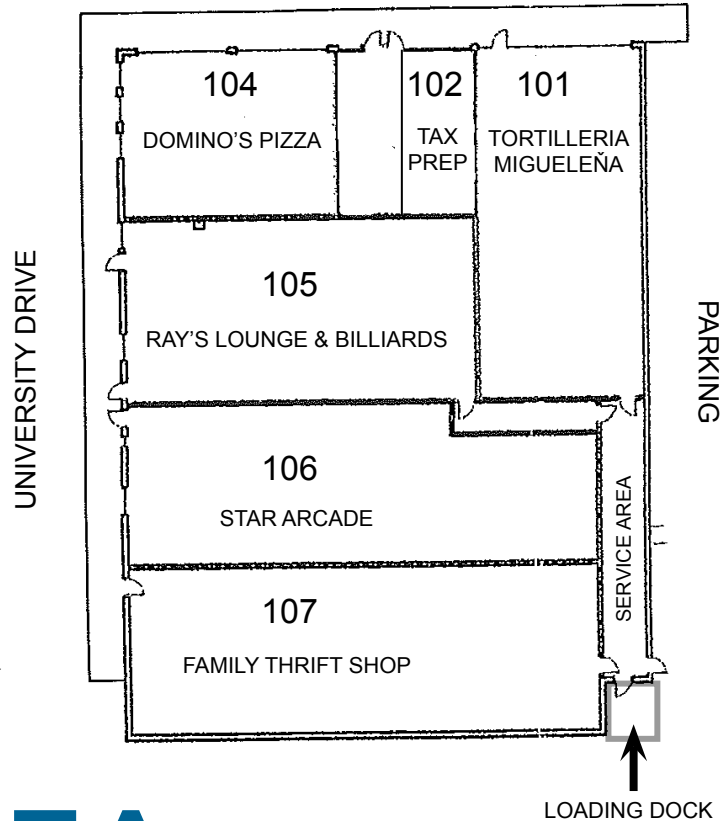 104
DOMINO'S PIZZA
102
TAX
PREP
101
TORTILLERIA
MIGUELEŇA
UNIVERSITY DRIVE
105
RAY'S LOUNGE & BILLIARDS
PARKING
106
STAR ARCADE
SERVICE AREA
107
FAMILY THRIFT SHOP
LOADING DOCK